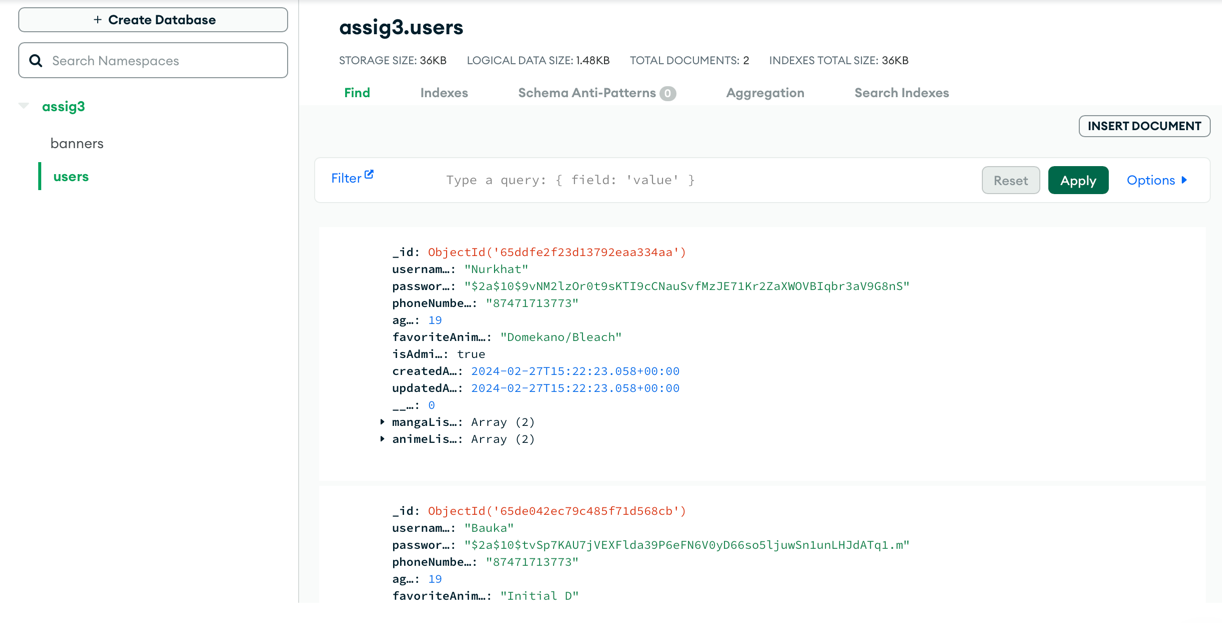 + Create Database
Search Namespaces
assig3
banners
users
assig3.users
STORAGE SIZE: 36KB LOGICAL DATA SIZE: 1.48KB TOTAL DOCUMENTS: 2 INDEXES TOTAL SIZE: 36KB
Find Indexes Schema Anti-Patterns 0 Aggregation Search Indexes
INSERT DOCUMENT
Filter Type a query: { field: 'value' } Reset Apply Options
_id: ObjectId('65ddfe2f23d13792eaa334aa')
usernam…: "Nurkhat"
passwor…: "$2a$10$9vNM2lzOr0t9sKTI9cCNauSvfMzJE71Kr2ZaXWOVBIqbr3aV9G8nS"
phoneNumbe…: "87471713773"
ag…: 19
favoriteAnim…: "Domekano/Bleach"
isAdmi…: true
createdA…: 2024-02-27T15:22:23.058+00:00
updatedA…: 2024-02-27T15:22:23.058+00:00
__…: 0
mangaLis…: Array (2)
animeLis…: Array (2)
_id: ObjectId('65de042ec79c485f71d568cb')
usernam…: "Bauka"
passwor…: "$2a$10$tvSp7KAU7jVEXFlda39P6eFN6V0yD66so5ljuwSn1unLHJdATq1.m"
phoneNumbe…: "87471713773"
ag…: 19
favoriteAnim…: "Initial D"